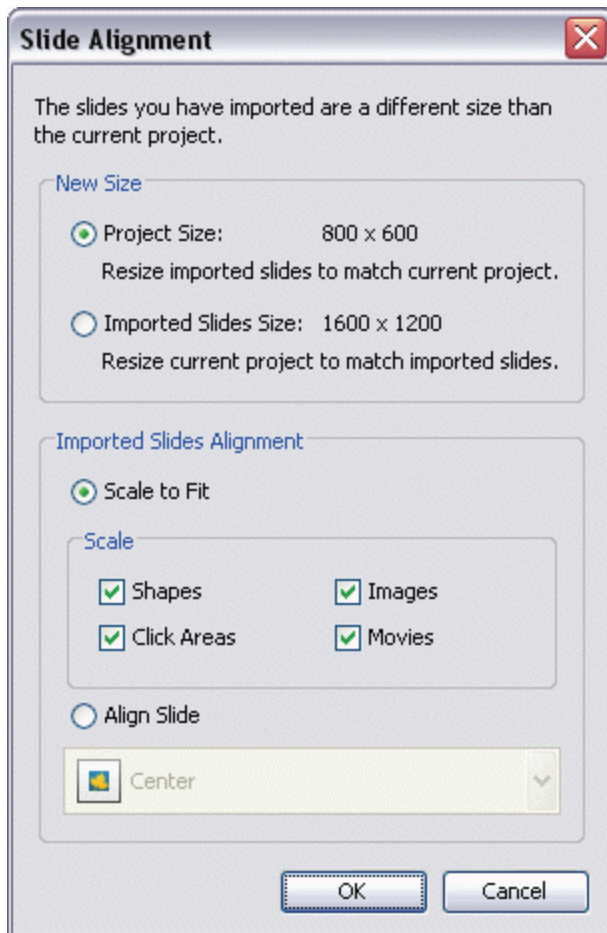 Slide Alignment
The slides you have imported are a different size than
the current project.
New Size
Project Size: 800 x 600
Resize imported slides to match current project.
Imported Slides Size: 1600 x 1200
Resize current project to match imported slides.
Imported Slides Alignment
Scale to Fit
Scale
Shapes Images
Click Areas Movies
Align Slide
Center
OK Cancel